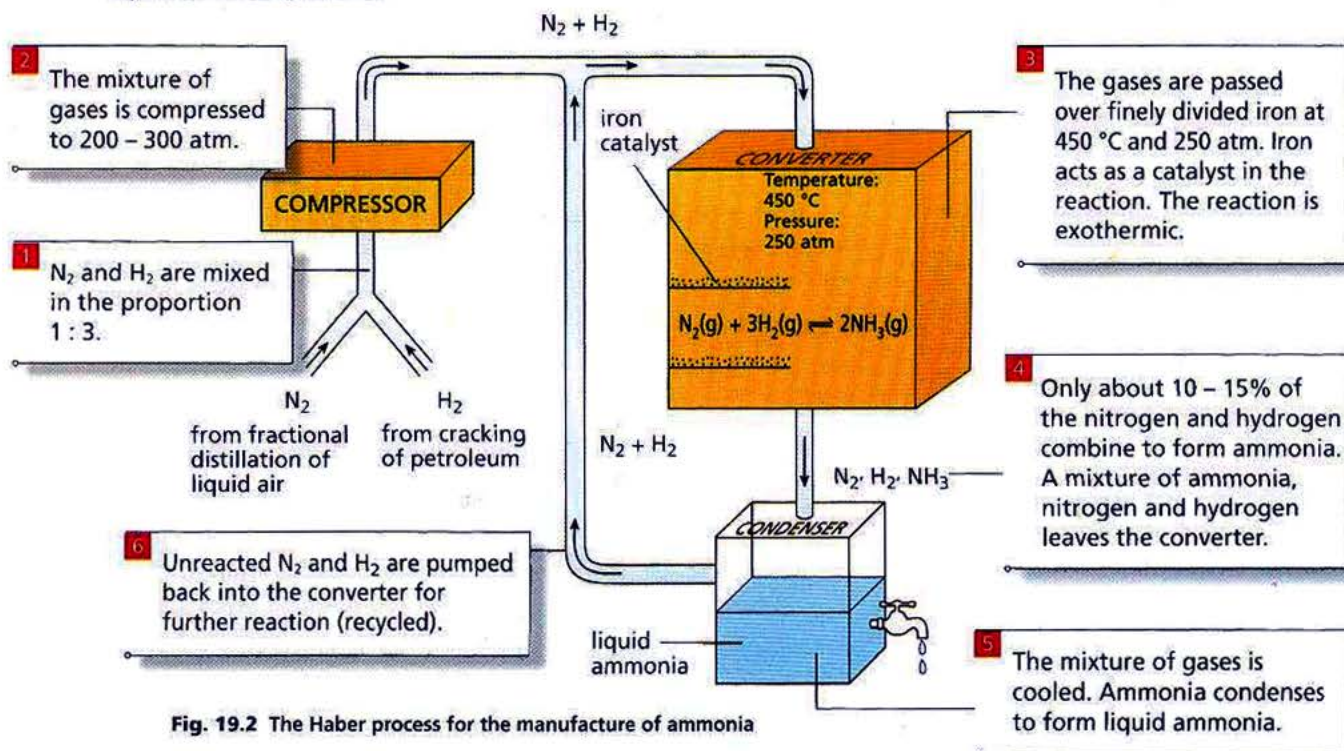 N₂ + H₂
2
The mixture of
gases is compressed
to 200 – 300 atm.
COMPRESSOR
1
N₂ and H₂ are mixed
in the proportion
1 : 3.
N₂
from fractional
distillation of
liquid air
H₂
from cracking
of petroleum
iron
catalyst
CONVERTER
Temperature:
450 °C
Pressure:
250 atm
N₂(g) + 3H₂(g) ⇌ 2NH₃(g)
3
The gases are passed
over finely divided iron at
450 °C and 250 atm. Iron
acts as a catalyst in the
reaction. The reaction is
exothermic.
4
Only about 10 – 15% of
the nitrogen and hydrogen
combine to form ammonia.
A mixture of ammonia,
nitrogen and hydrogen
leaves the converter.
N₂, H₂, NH₃
N₂ + H₂
CONDENSER
liquid
ammonia
5
The mixture of gases is
cooled. Ammonia condenses
to form liquid ammonia.
6
Unreacted N₂ and H₂ are pumped
back into the converter for
further reaction (recycled).
Fig. 19.2 The Haber process for the manufacture of ammonia